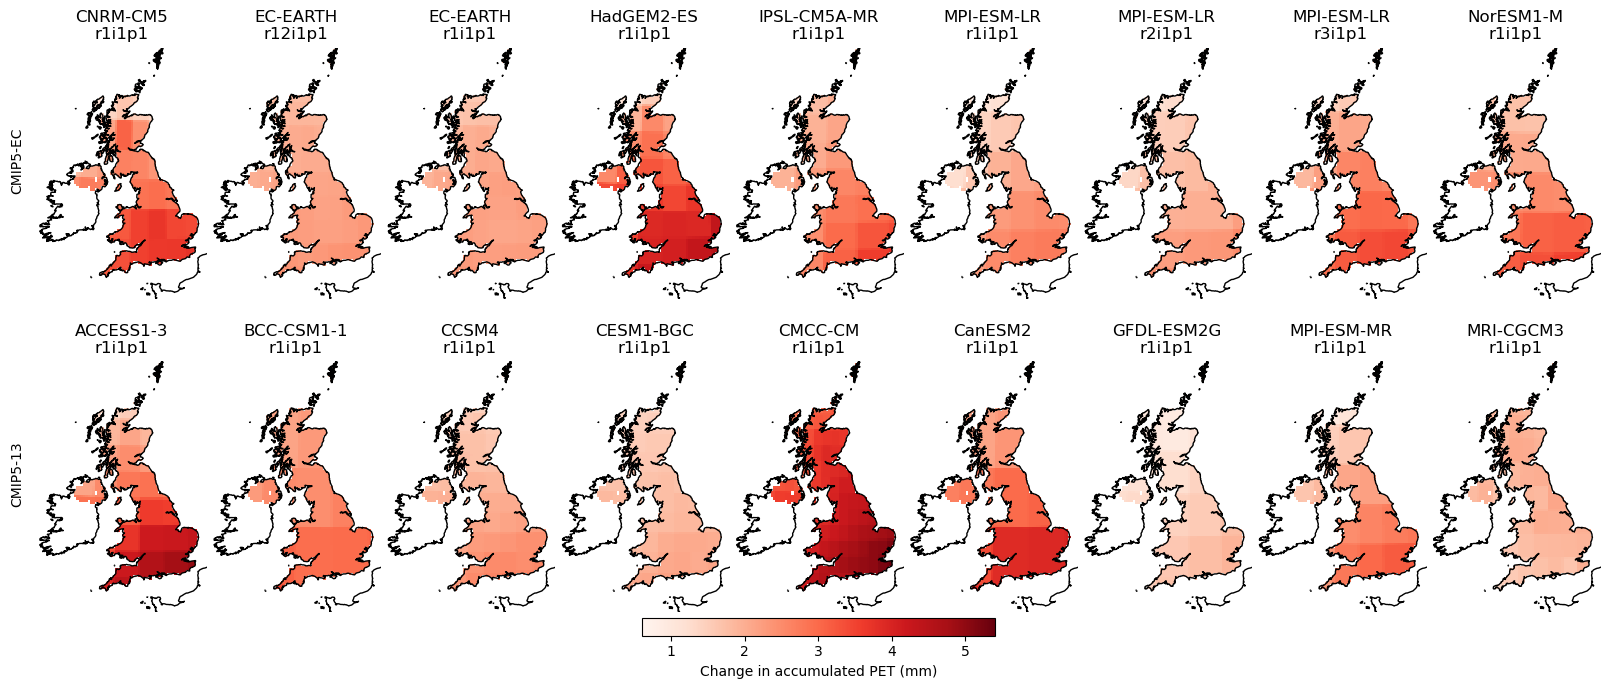 CNRM-CM5
r1i1p1
EC-EARTH
r12i1p1
EC-EARTH
r1i1p1
HadGEM2-ES
r1i1p1
IPSL-CM5A-MR
r1i1p1
MPI-ESM-LR
r1i1p1
MPI-ESM-LR
r2i1p1
MPI-ESM-LR
r3i1p1
NorESM1-M
r1i1p1
CMIP5-EC
ACCESS1-3
r1i1p1
BCC-CSM1-1
r1i1p1
CCSM4
r1i1p1
CESM1-BGC
r1i1p1
CMCC-CM
r1i1p1
CanESM2
r1i1p1
GFDL-ESM2G
r1i1p1
MPI-ESM-MR
r1i1p1
MRI-CGCM3
r1i1p1
CMIP5-13
1 2 3 4 5
Change in accumulated PET (mm)